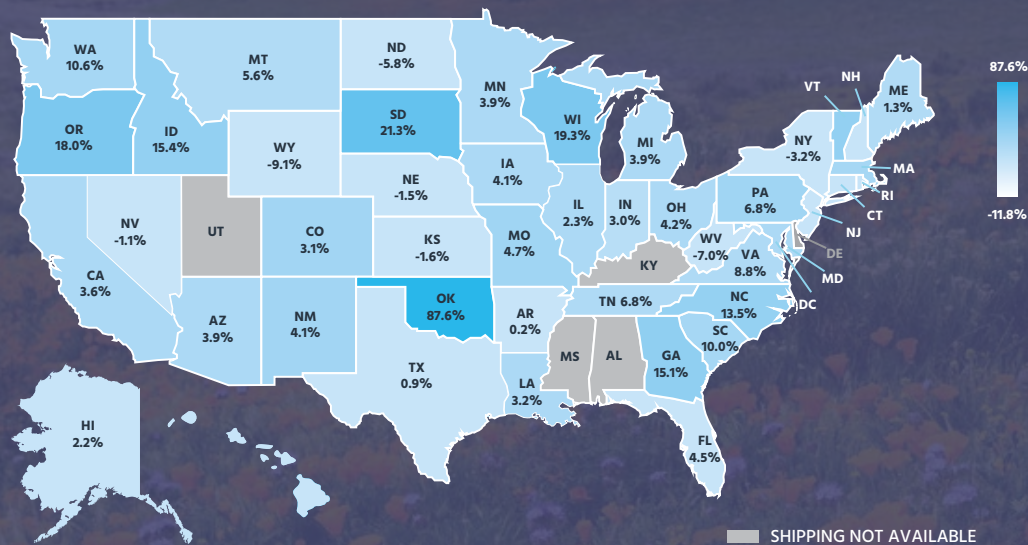 WA
10.6%
MT
5.6%
ND
-5.8%
MN
3.9%
OR
18.0%
ID
15.4%
WY
-9.1%
SD
21.3%
WI
19.3%
MI
3.9%
VT
NH
ME
1.3%
NY
-3.2%
MA
RI
CT
NJ
DE
MD
DC
PA
6.8%
NV
-1.1%
UT
CO
3.1%
NE
-1.5%
IA
4.1%
IL
2.3%
IN
3.0%
OH
4.2%
WV
-7.0%
VA
8.8%
CA
3.6%
KS
-1.6%
MO
4.7%
KY
AZ
3.9%
NM
4.1%
OK
87.6%
AR
0.2%
TN 6.8%
NC
13.5%
SC
10.0%
TX
0.9%
LA
3.2%
MS
AL
GA
15.1%
FL
4.5%
HI
2.2%
87.6%
-11.8%
SHIPPING NOT AVAILABLE